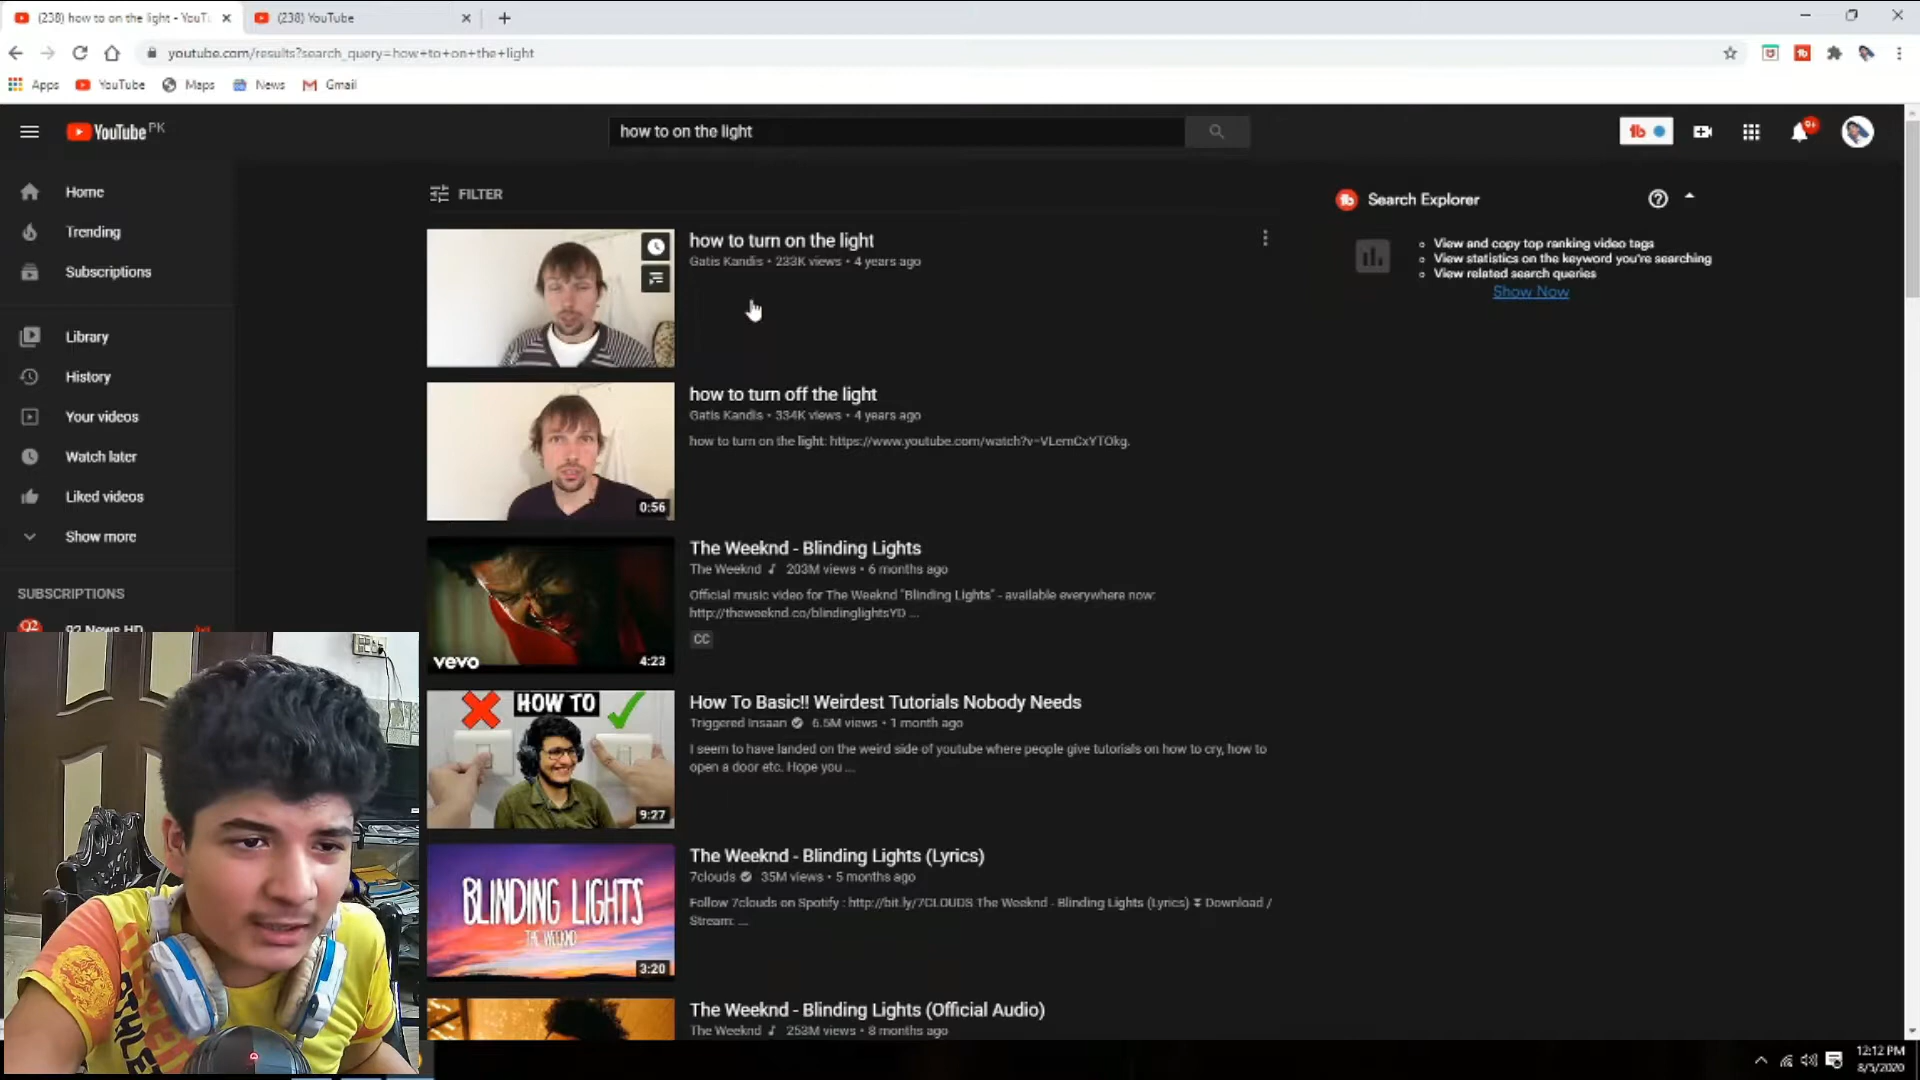 (238) how to on the light - YouT
(238) YouTube
youtube.com/results?search_query=how+to+on+the+light
Apps
YouTube
Maps
News
Gmail
YouTube PK
how to on the light
9+
Home
Trending
Subscriptions
Library
History
Your videos
Watch later
Liked videos
Show more
SUBSCRIPTIONS
92 News HD
FILTER
how to turn on the light
Gatis Kandis • 233K views • 4 years ago
how to turn off the light
Gatis Kandis • 334K views • 4 years ago
how to turn on the light: https://www.youtube.com/watch?v=VLemCxYTOkg.
0:56
The Weeknd - Blinding Lights
The Weeknd ♪ 203M views • 6 months ago
Official music video for The Weeknd "Blinding Lights" - available everywhere now:
http://theweeknd.co/blindinglightsYD ...
CC
vevo
4:23
How To Basic!! Weirdest Tutorials Nobody Needs
Triggered Insaan 6.5M views • 1 month ago
I seem to have landed on the weird side of youtube where people give tutorials on how to cry, how to
open a door etc. Hope you ...
HOW TO
9:27
The Weeknd - Blinding Lights (Lyrics)
7clouds 35M views • 5 months ago
Follow 7clouds on Spotify : http://bit.ly/7CLOUDS The Weeknd - Blinding Lights (Lyrics) ⏬ Download /
Stream: ...
BLINDING LIGHTS
THE WEEKND
3:20
The Weeknd - Blinding Lights (Official Audio)
The Weeknd ♪ 253M views • 8 months ago
Search Explorer
View and copy top ranking video tags
View statistics on the keyword you're searching
View related search queries
Show Now
12:12 PM
8/5/2020